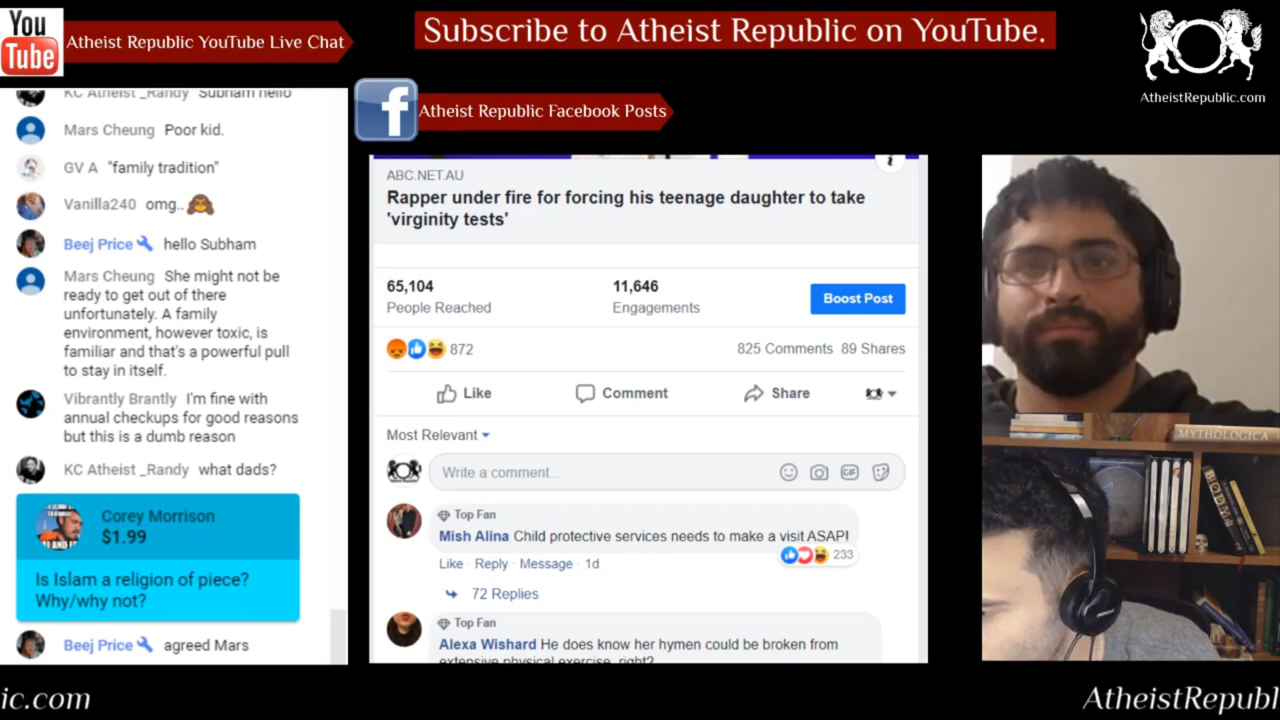 You
Tube
Atheist Republic YouTube Live Chat
Subscribe to Atheist Republic on YouTube.
AtheistRepublic.com
Atheist Republic Facebook Posts
KC Atheist _Randy Subham hello
Mars Cheung Poor kid.
GV A "family tradition"
Vanilla240 omg..
Beej Price hello Subham
Mars Cheung She might not be
ready to get out of there
unfortunately. A family
environment, however toxic, is
familiar and that's a powerful pull
to stay in itself.
Vibrantly Brantly I'm fine with
annual checkups for good reasons
but this is a dumb reason
KC Atheist _Randy what dads?
Corey Morrison
$1.99
Is Islam a religion of piece?
Why/why not?
Beej Price agreed Mars
ABC.NET.AU
Rapper under fire for forcing his teenage daughter to take
'virginity tests'
65,104
People Reached
11,646
Engagements
Boost Post
872
825 Comments 89 Shares
Like Comment Share
Most Relevant
Write a comment...
GIF
Top Fan
Mish Alina Child protective services needs to make a visit ASAP!
233
Like · Reply · Message · 1d
72 Replies
Top Fan
Alexa Wishard He does know her hymen could be broken from
extensive physical exercise, right?
MYTHOLOGICA
ic.com
AtheistRepubl